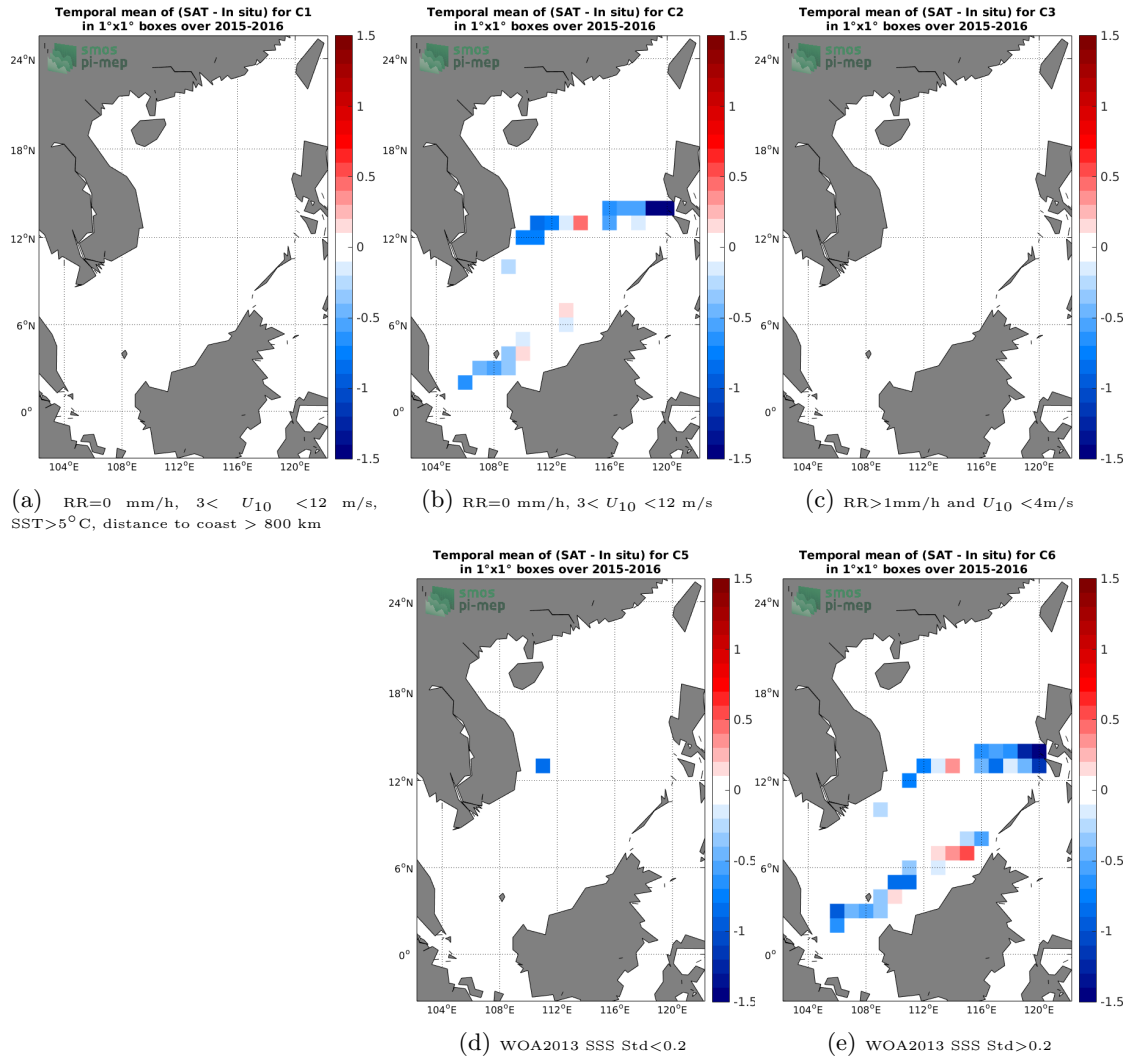 Temporal mean of (SAT - In situ) for C1
in 1°x1° boxes over 2015-2016
smos
pi-mep
24°N
18°N
12°N
6°N
0°
104°E 108°E 112°E 116°E 120°E
1.5
1
0.5
0
-0.5
-1
-1.5
(a) RR=0 mm/h, 3< U10 <12 m/s,
SST>5°C, distance to coast > 800 km
Temporal mean of (SAT - In situ) for C2
in 1°x1° boxes over 2015-2016
smos
pi-mep
24°N
18°N
12°N
6°N
0°
104°E 108°E 112°E 116°E 120°E
1.5
1
0.5
0
-0.5
-1
-1.5
(b) RR=0 mm/h, 3< U10 <12 m/s
Temporal mean of (SAT - In situ) for C3
in 1°x1° boxes over 2015-2016
smos
pi-mep
24°N
18°N
12°N
6°N
0°
104°E 108°E 112°E 116°E 120°E
1.5
1
0.5
0
-0.5
-1
-1.5
(c) RR>1mm/h and U10 <4m/s
Temporal mean of (SAT - In situ) for C5
in 1°x1° boxes over 2015-2016
smos
pi-mep
24°N
18°N
12°N
6°N
0°
104°E 108°E 112°E 116°E 120°E
1.5
1
0.5
0
-0.5
-1
-1.5
(d) WOA2013 SSS Std<0.2
Temporal mean of (SAT - In situ) for C6
in 1°x1° boxes over 2015-2016
smos
pi-mep
24°N
18°N
12°N
6°N
0°
104°E 108°E 112°E 116°E 120°E
1.5
1
0.5
0
-0.5
-1
-1.5
(e) WOA2013 SSS Std>0.2